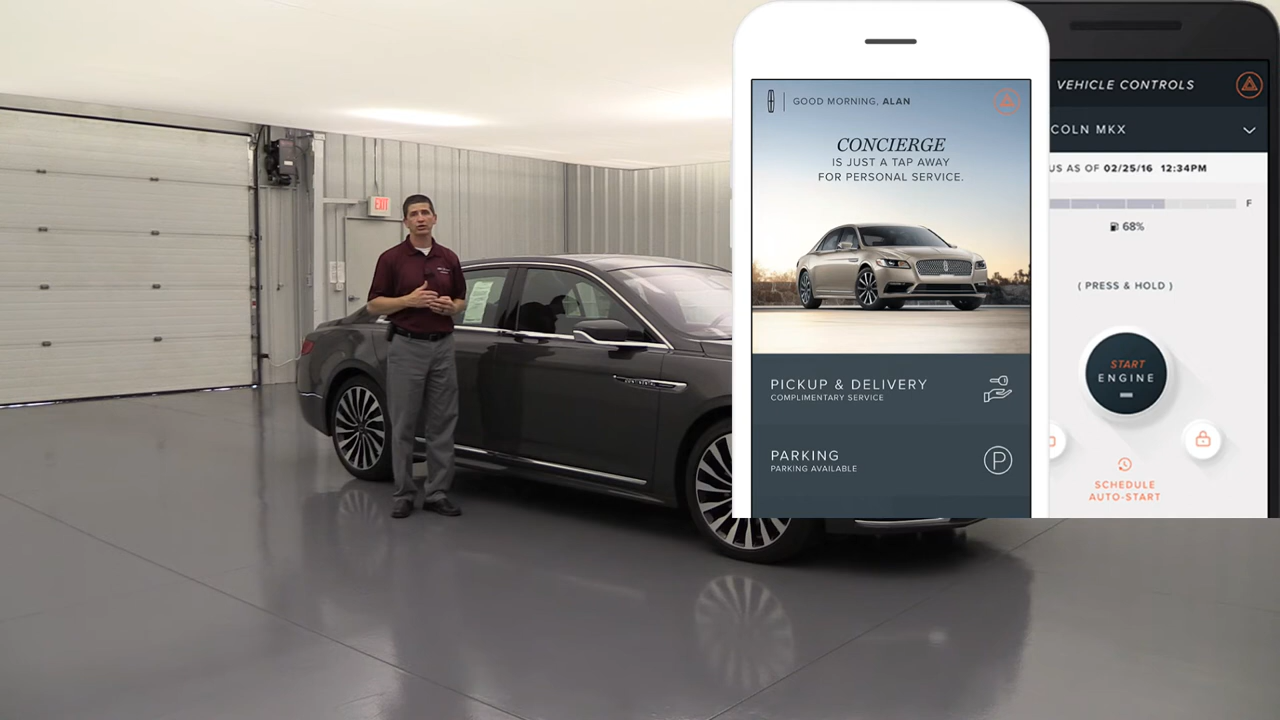 EXIT
GOOD MORNING, ALAN
CONCIERGE
IS JUST A TAP AWAY
FOR PERSONAL SERVICE.
PICKUP & DELIVERY
COMPLIMENTARY SERVICE
PARKING
PARKING AVAILABLE
P
VEHICLE CONTROLS
COLN MKX
US AS OF 02/25/16 12:34PM
F
68%
( PRESS & HOLD )
START
ENGINE
SCHEDULE
AUTO-START